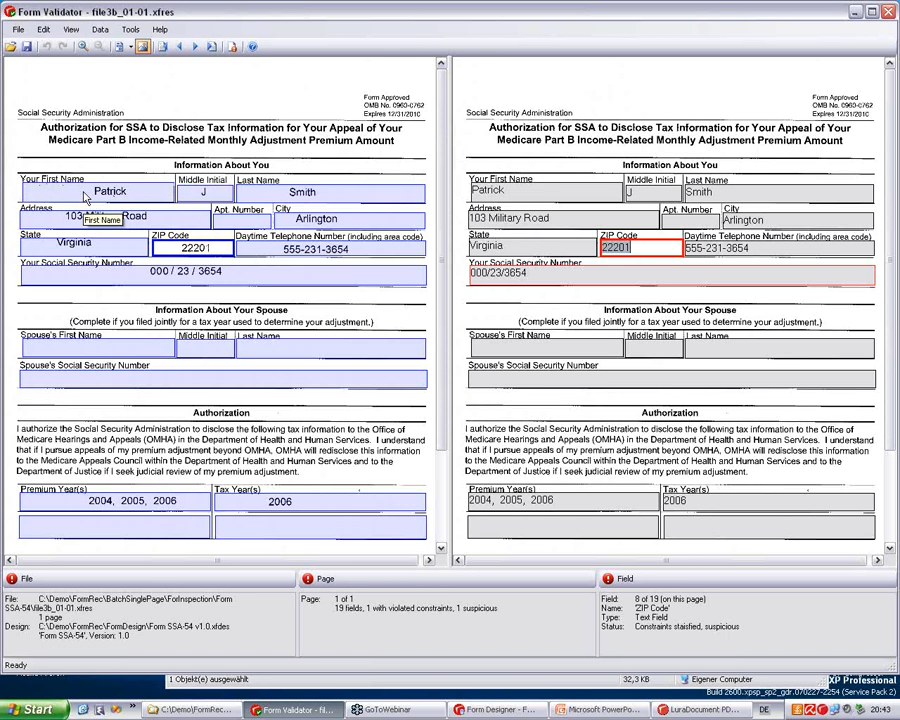 Form Validator - file3b_01-01.xfres
File Edit View Data Tools Help
Form Approved
OMB No. 0960-0762
Expires 12/31/2010
Social Security Administration
Authorization for SSA to Disclose Tax Information for Your Appeal of Your
Medicare Part B Income-Related Monthly Adjustment Premium Amount
Information About You
Your First Name Middle Initial Last Name
Patrick J Smith
Address Apt. Number City
103 Road Arlington
First Name
State ZIP Code Daytime Telephone Number (including area code)
Virginia 22201 555-231-3654
Your Social Security Number
000 / 23 / 3654
Information About Your Spouse
(Complete if you filed jointly for a tax year used to determine your adjustment.)
Spouse's First Name Middle Initial Last Name
Spouse's Social Security Number
Authorization
I authorize the Social Security Administration to disclose the following tax information to the Office of
Medicare Hearings and Appeals (OMHA) in the Department of Health and Human Services. I understand
that if I pursue appeals of my premium adjustment beyond OMHA, OMHA will redisclose this information
to the Medicare Appeals Council within the Department of Health and Human Services and to the
Department of Justice if I seek judicial review of my premium adjustment.
Premium Year(s) Tax Year(s)
2004, 2005, 2006 2006
Form Approved
OMB No. 0960-0762
Expires 12/31/2010
Social Security Administration
Authorization for SSA to Disclose Tax Information for Your Appeal of Your
Medicare Part B Income-Related Monthly Adjustment Premium Amount
Information About You
Your First Name Middle Initial Last Name
Patrick J Smith
Address Apt. Number City
103 Military Road Arlington
State ZIP Code Daytime Telephone Number (including area code)
Virginia 22201 555-231-3654
Your Social Security Number
000/23/3654
Information About Your Spouse
(Complete if you filed jointly for a tax year used to determine your adjustment.)
Spouse's First Name Middle Initial Last Name
Spouse's Social Security Number
Authorization
I authorize the Social Security Administration to disclose the following tax information to the Office of
Medicare Hearings and Appeals (OMHA) in the Department of Health and Human Services. I understand
that if I pursue appeals of my premium adjustment beyond OMHA, OMHA will redisclose this information
to the Medicare Appeals Council within the Department of Health and Human Services and to the
Department of Justice if I seek judicial review of my premium adjustment.
Premium Year(s) Tax Year(s)
2004, 2005, 2006 2006
File
File: C:\Demo\FormRec\BatchSinglePage\ForInspection\Form
SSA-54\file3b_01-01.xfres
1 page
Design: C:\Demo\FormRec\FormDesign\Form SSA-54 v1.0.xfdes
'Form SSA-54', Version: 1.0
Page
Page: 1 of 1
19 fields, 1 with violated constraints, 1 suspicious
Field
Field: 8 of 19 (on this page)
Name: 'ZIP Code'
Type: Text Field
Status: Constraints staisfied, suspicious
Ready
1 Objekt(e) ausgewählt 32,3 KB Eigener Computer
XP Professional
Build 2600.xpsp_sp2_gdr.070227-2254 (Service Pack 2)
Start C:\Demo\FormRec... Form Validator - fil... GoToWebinar Form Designer - For... Microsoft PowerPo... LuraDocument PD... DE 20:43